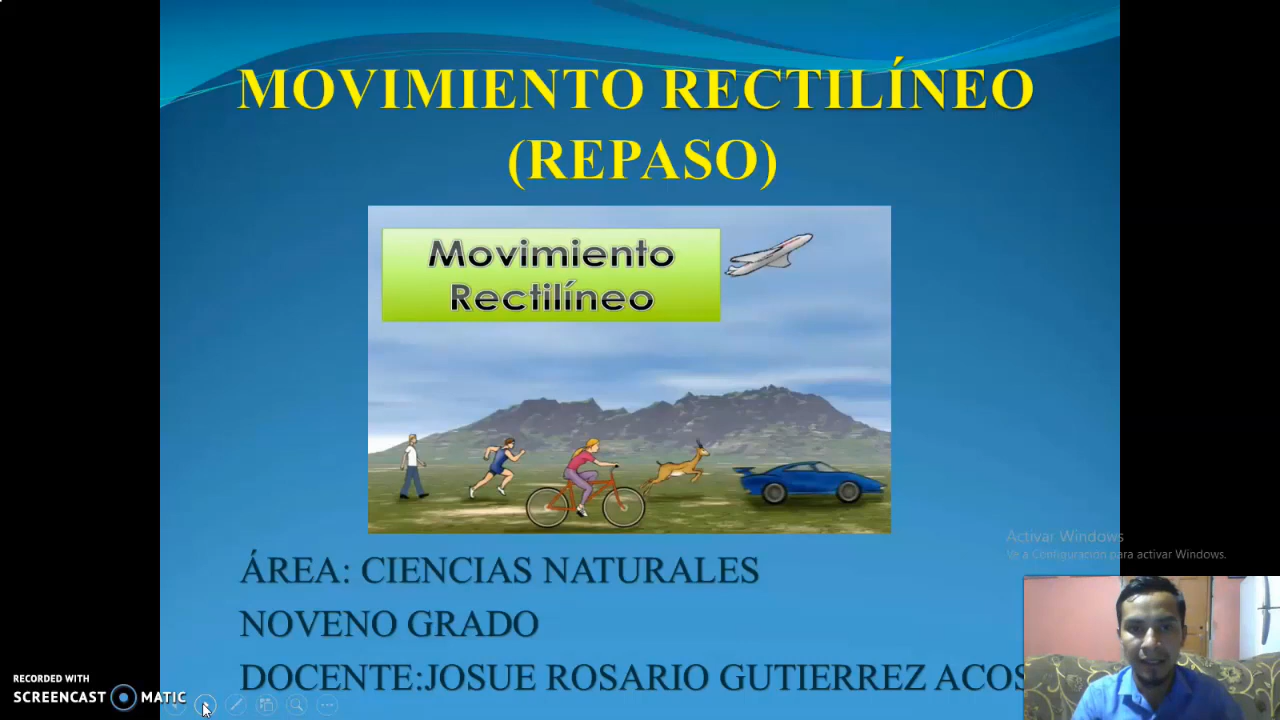 MOVIMIENTO RECTILÍNEO
(REPASO)
Movimiento
Rectilíneo
Activar Windows
Ve a Configuración para activar Windows.
ÁREA: CIENCIAS NATURALES
NOVENO GRADO
DOCENTE:JOSUE ROSARIO GUTIERREZ ACOS
RECORDED WITH
SCREENCAST MATIC